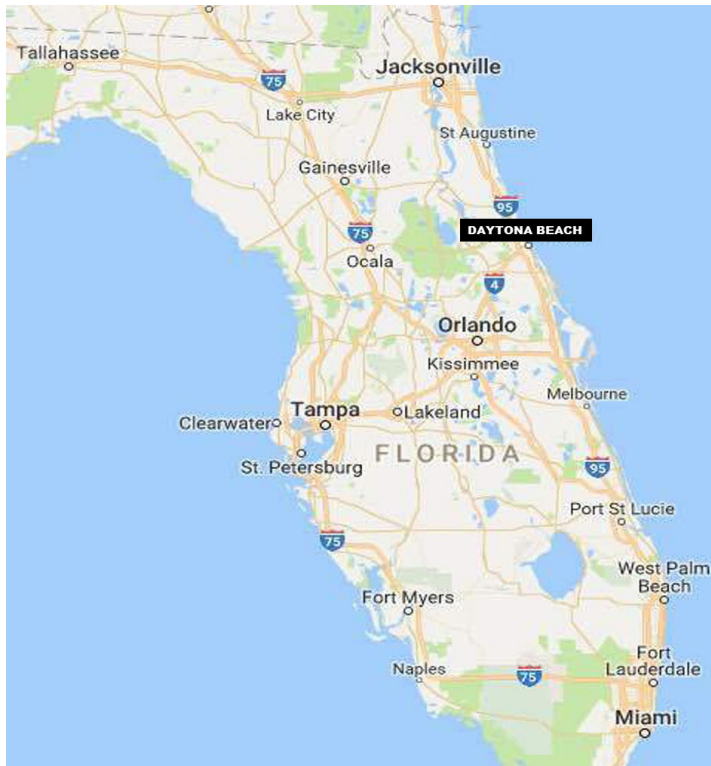 Tallahassee
Jacksonville
75
Lake City
St Augustine
Gainesville
95
75
DAYTONA BEACH
Ocala
4
Orlando
Kissimmee
Melbourne
Tampa
Lakeland
Clearwater
FLORIDA
St. Petersburg
95
Port St Lucie
75
West Palm
Beach
Fort Myers
Fort
Lauderdale
Naples
75
Miami